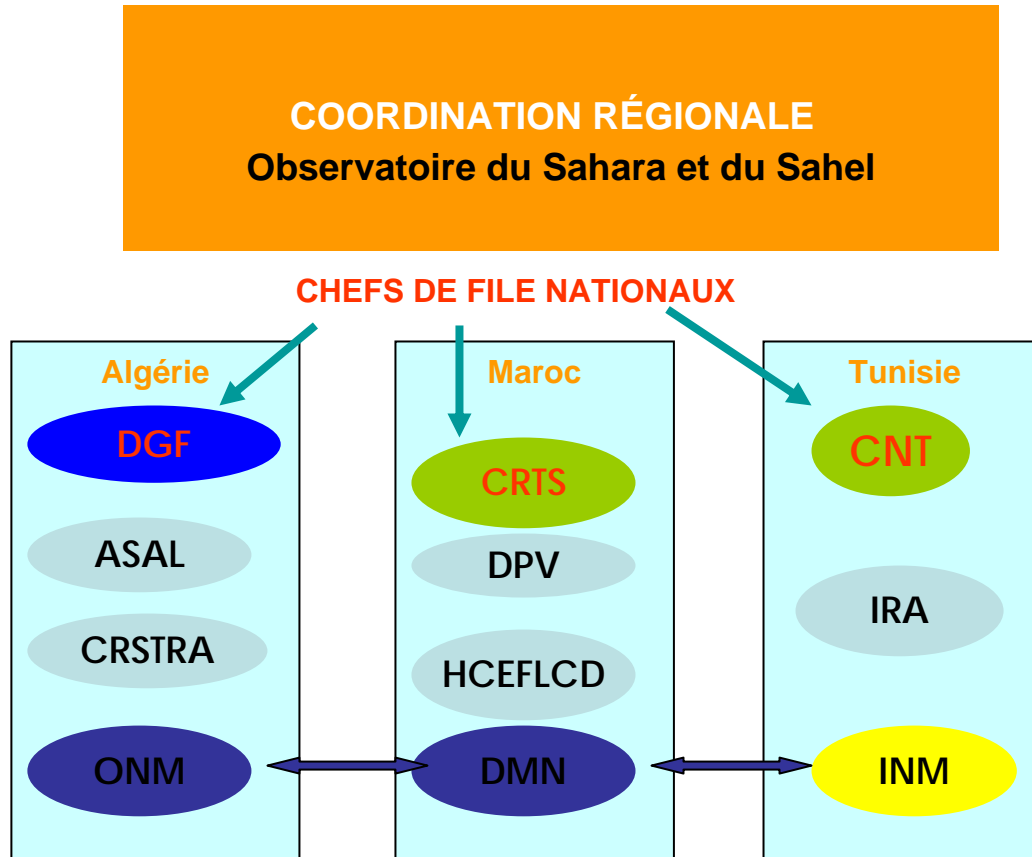 COORDINATION RÉGIONALE
Observatoire du Sahara et du Sahel
CHEFS DE FILE NATIONAUX
Algérie
DGF
ASAL
CRSTRA
ONM
Maroc
CRTS
DPV
HCEFLCD
DMN
Tunisie
CNT
IRA
INM